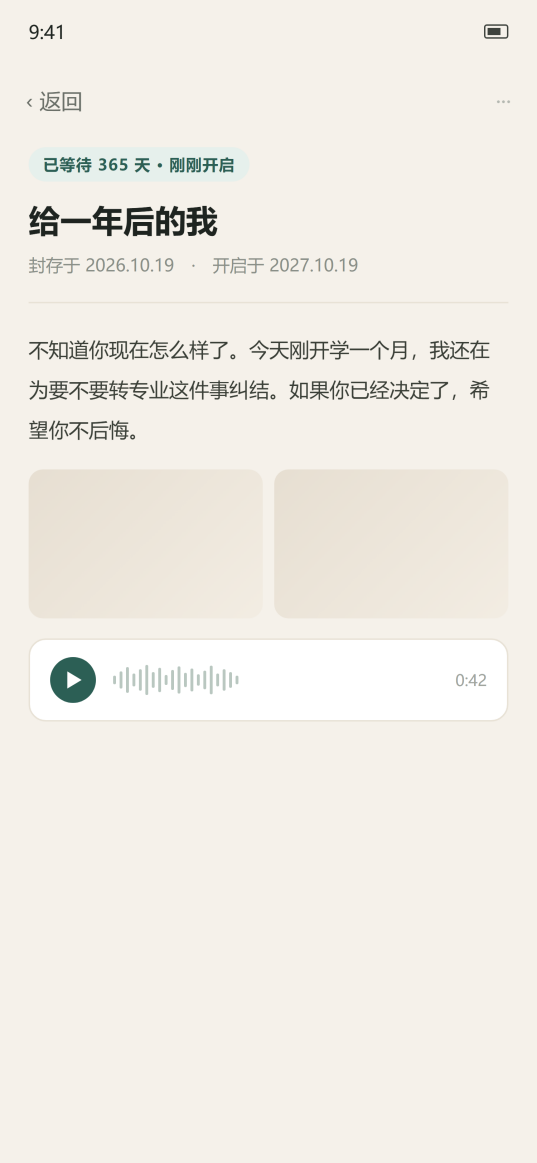 9:41
‹ 返回
···
已等待 365 天 · 刚刚开启
给一年后的我
封存于 2026.10.19 · 开启于 2027.10.19
不知道你现在怎么样了。今天刚开学一个月，我还在
为要不要转专业这件事纠结。如果你已经决定了，希
望你不后悔。
0:42